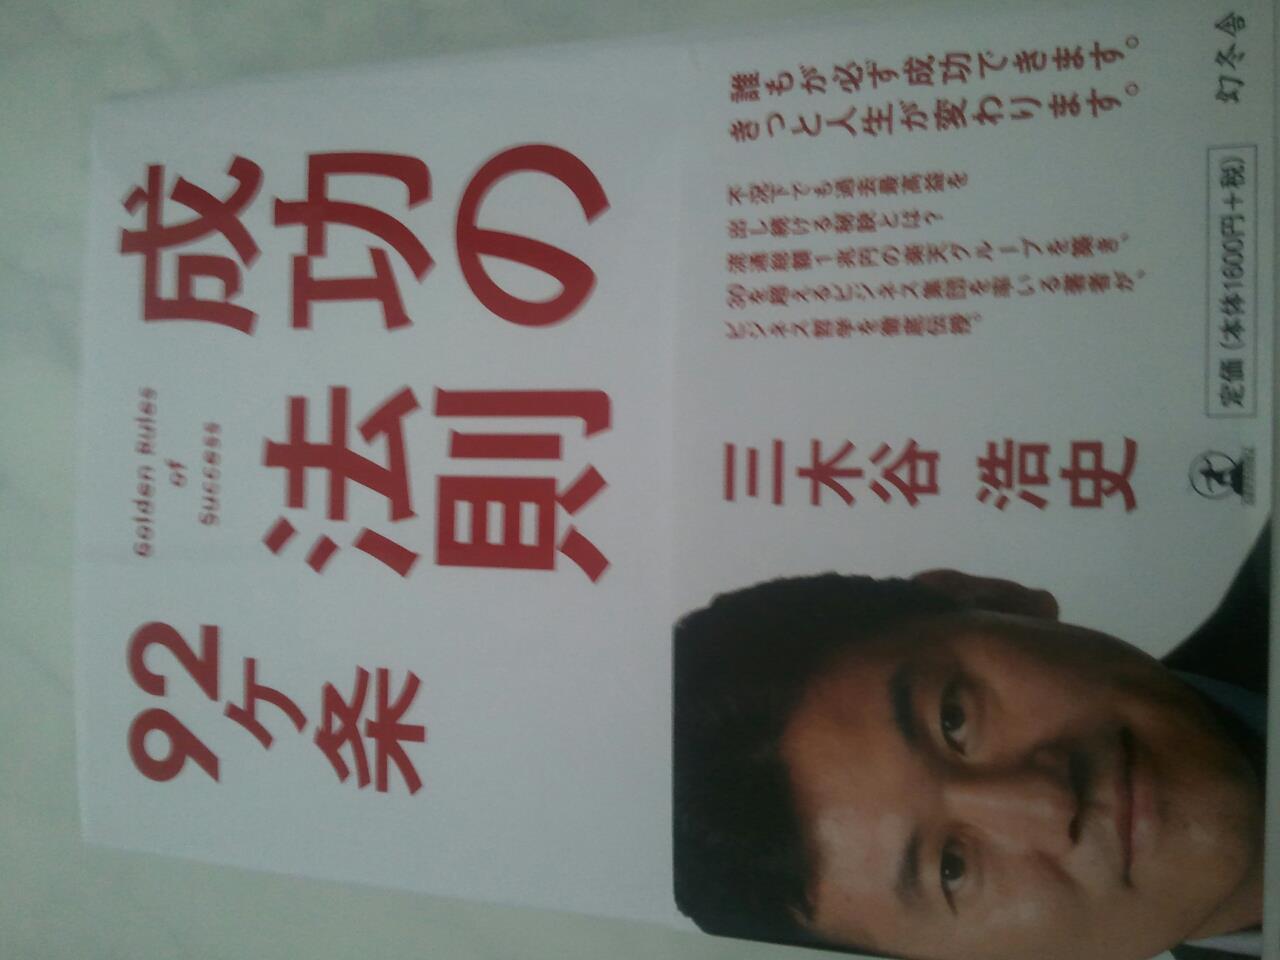 成功の
法則
92
ケ条
Golden Rules
of
Success
誰もが必ず成功できます。
きっと人生が変わります。
不況下でも過去最高益を
出し続ける秘訣とは?
流通総額1兆円の楽天グループを築き、
30を超えるビジネス集団を率いる著者が、
ビジネス哲学を徹底伝授。
三木谷 浩史
幻冬舎
定価(本体1600円+税)